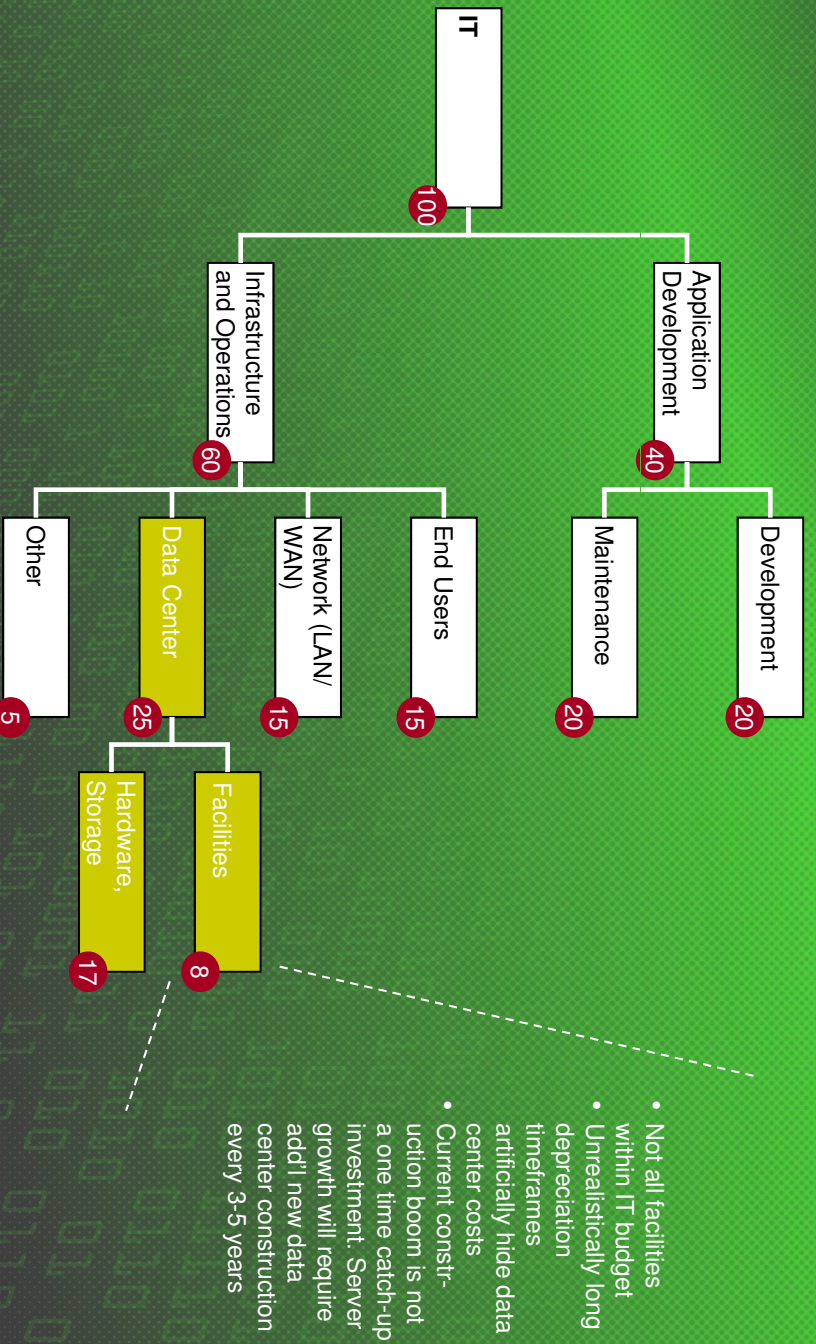 IT
100
Application
Development
40
Development
20
Maintenance
20
Infrastructure
and Operations
60
End Users
15
Network (LAN/
WAN)
15
Data Center
25
Other
5
Facilities
8
Hardware,
Storage
17
• Not all facilities
within IT budget
• Unrealistically long
depreciation
timeframes
artificially hide data
center costs
• Current constr-
uction boom is not
a one time catch-up
investment. Server
growth will require
add’l new data
center construction
every 3-5 years